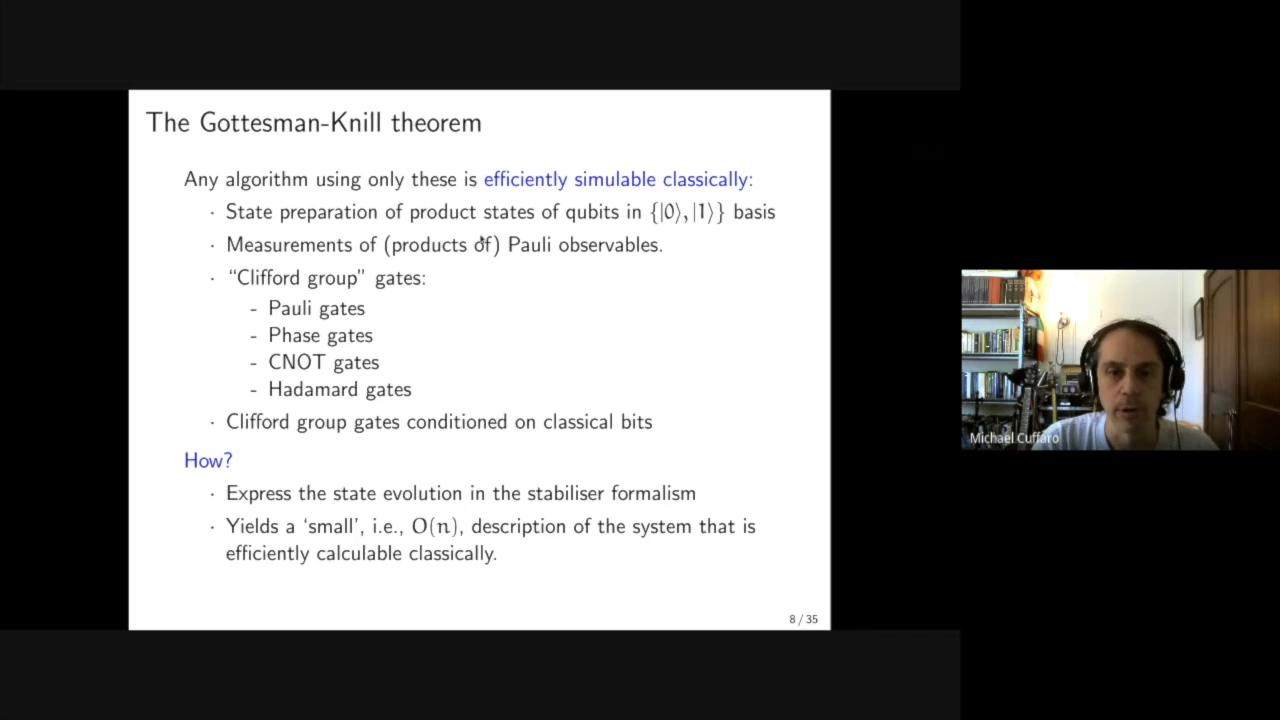 The Gottesman-Knill theorem
Any algorithm using only these is efficiently simulable classically:
· State preparation of product states of qubits in {|0⟩, |1⟩} basis
· Measurements of (products of) Pauli observables.
· “Clifford group” gates:
- Pauli gates
- Phase gates
- CNOT gates
- Hadamard gates
· Clifford group gates conditioned on classical bits
How?
· Express the state evolution in the stabiliser formalism
· Yields a ‘small’, i.e., O(n), description of the system that is
efficiently calculable classically.
8 / 35
Michael Cuffaro